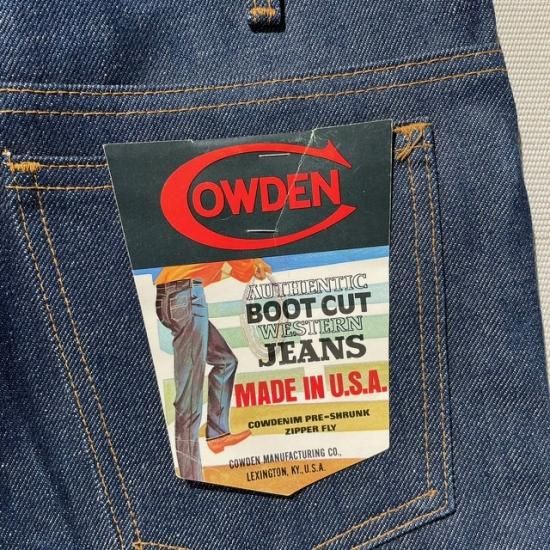 COWDEN
AUTHENTIC
BOOT CUT
WESTERN
JEANS
MADE IN U.S.A.
COWDENIM PRE-SHRUNK
ZIPPER FLY
COWDEN MANUFACTURING CO.,
LEXINGTON, KY., U.S.A.